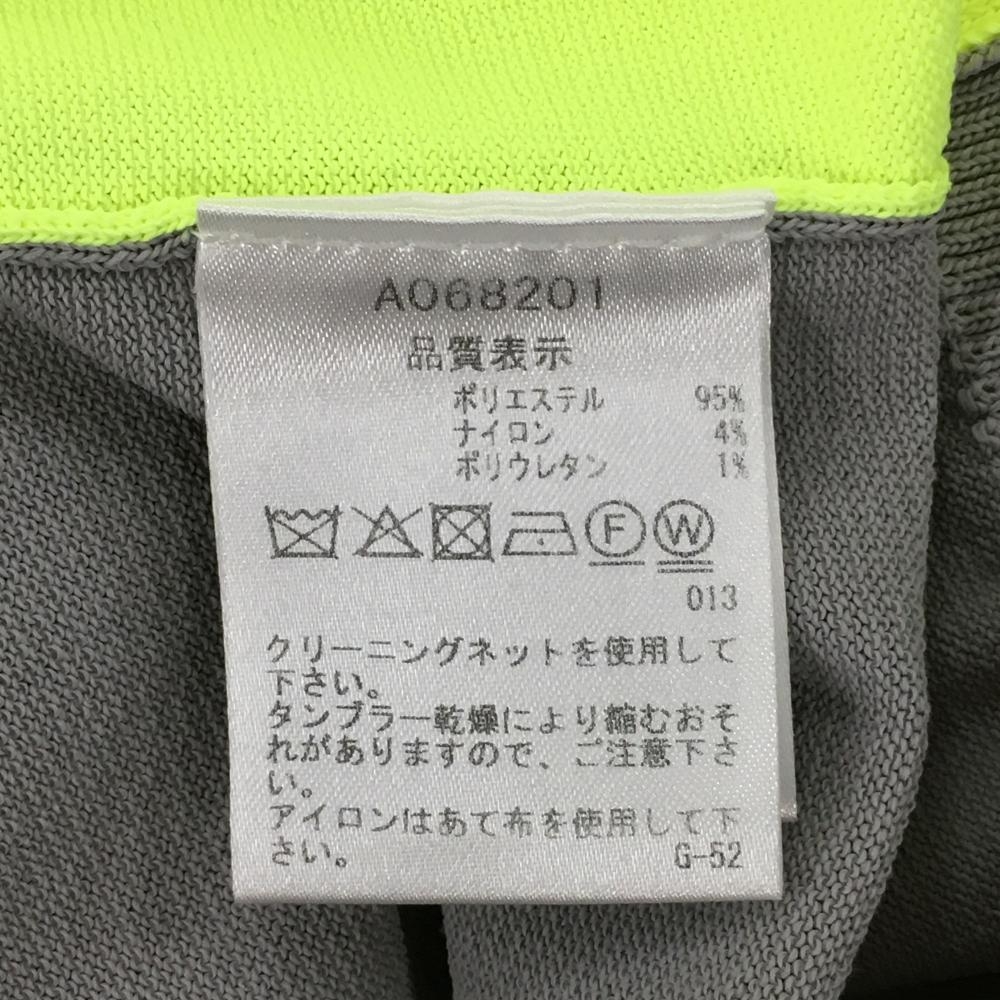 A068201
品質表示
ポリエステル 95%
ナイロン 4%
ポリウレタン 1%
F W
013
クリーニングネットを使用して
下さい。
タンブラー乾燥により縮むおそ
れがありますので、ご注意下さ
い。
アイロンはあて布を使用して下
さい。 G-52